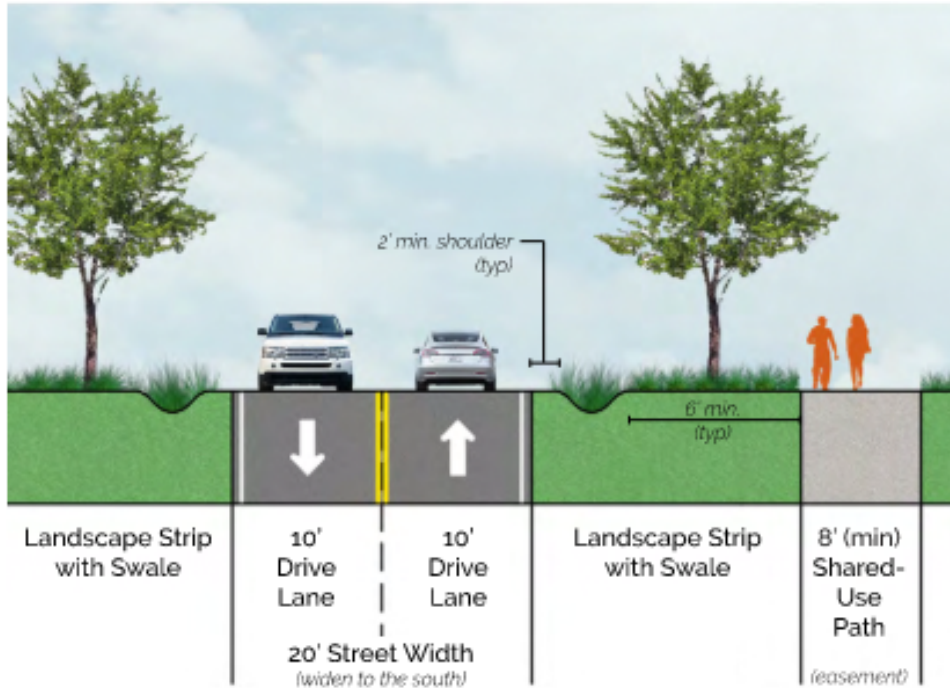 2' min. shoulder
(typ)
6' min.
(typ)
Landscape Strip
with Swale
10'
Drive
Lane
10'
Drive
Lane
20' Street Width
(widen to the south)
Landscape Strip
with Swale
8' (min)
Shared-
Use
Path
(easement)